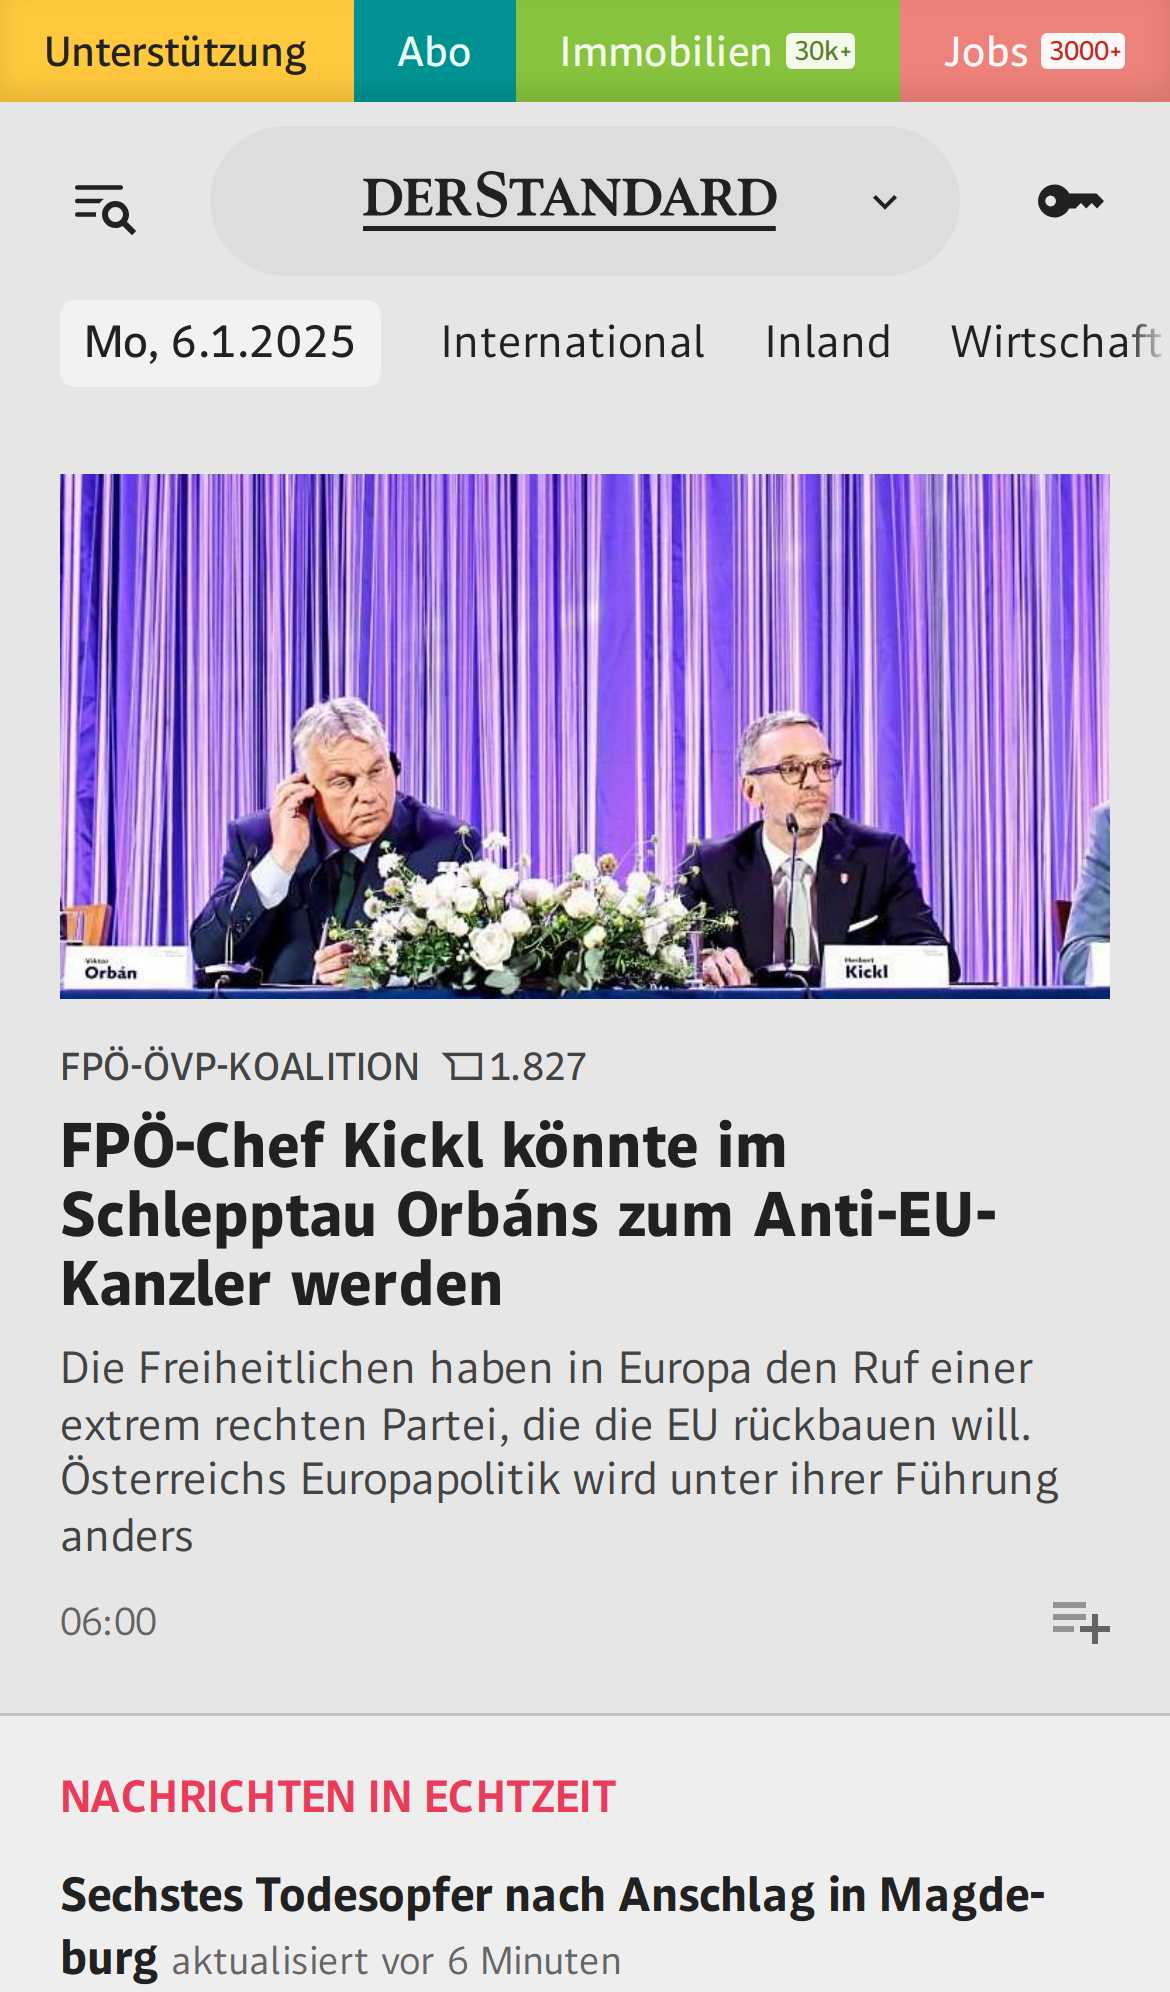 Unterstützung Abo Immobilien 30k+ Jobs 3000+
DERSTANDARD
Mo, 6.1.2025 International Inland Wirtschaft
Viktor
Orbán
Herbert
Kickl
FPÖ-ÖVP-KOALITION 1.827
FPÖ-Chef Kickl könnte im
Schlepptau Orbáns zum Anti-EU-
Kanzler werden
Die Freiheitlichen haben in Europa den Ruf einer
extrem rechten Partei, die die EU rückbauen will.
Österreichs Europapolitik wird unter ihrer Führung
anders
06:00
NACHRICHTEN IN ECHTZEIT
Sechstes Todesopfer nach Anschlag in Magde-
burg aktualisiert vor 6 Minuten